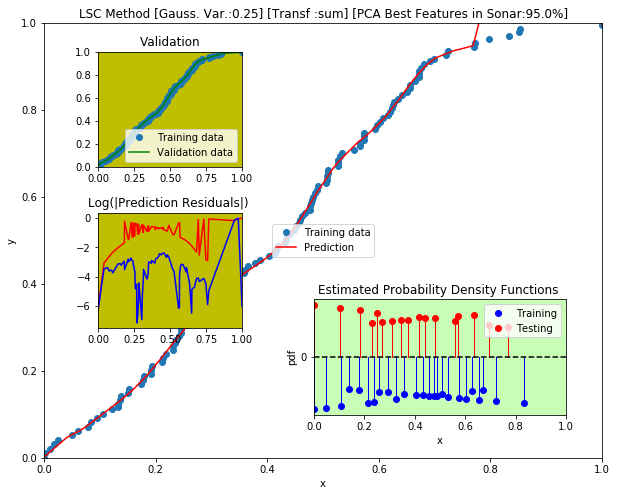 LSC Method [Gauss. Var.:0.25] [Transf :sum] [PCA Best Features in Sonar:95.0%]
1.0
0.8
0.6
0.4
0.2
0.0
y
0.0 0.2 0.4 0.6 0.8 1.0
x
Validation
1.0
0.8
0.6
0.4
0.2
0.0
Training data
Validation data
0.00 0.25 0.50 0.75 1.00
Log(|Prediction Residuals|)
0
−2
−4
−6
0.00 0.25 0.50 0.75 1.00
Training data
Prediction
Estimated Probability Density Functions
Training
Testing
pdf
0
0.0 0.2 0.4 0.6 0.8 1.0
x